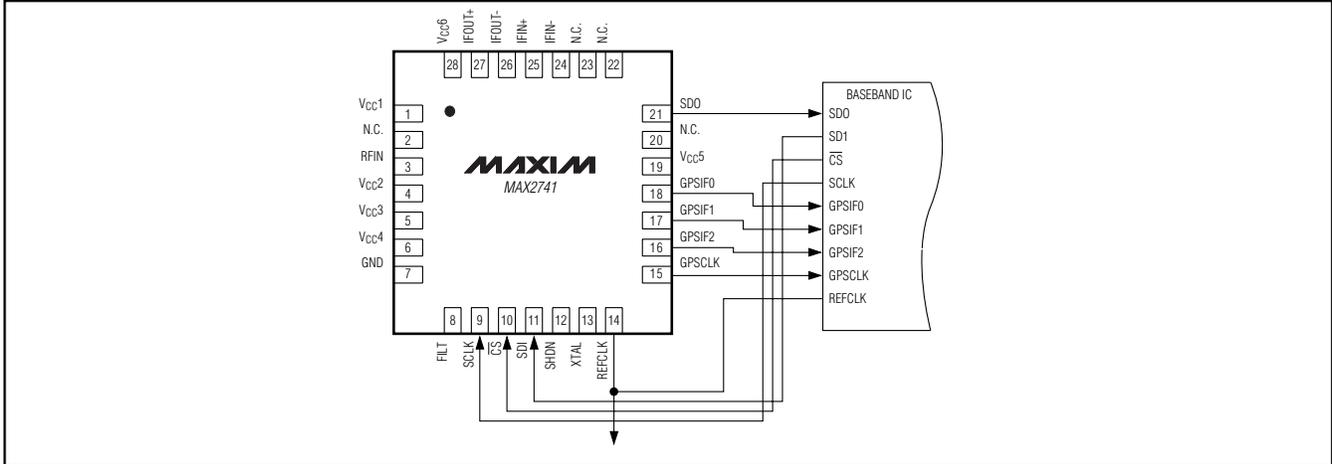 VCC6
IFOUT+
IFOUT-
IFIN+
IFIN-
N.C.
N.C.
28 27 26 25 24 23 22
VCC1 1
N.C. 2
RFIN 3
VCC2 4
VCC3 5
VCC4 6
GND 7
MAXIM
MAX2741
21 SDO
20 N.C.
19 VCC5
18 GPSIF0
17 GPSIF1
16 GPSIF2
15 GPSCLK
8 9 10 11 12 13 14
FILT
SCLK
CS
SDI
SHDN
XTAL
REFCLK
BASEBAND IC
SDO
SD1
CS
SCLK
GPSIF0
GPSIF1
GPSIF2
GPSCLK
REFCLK